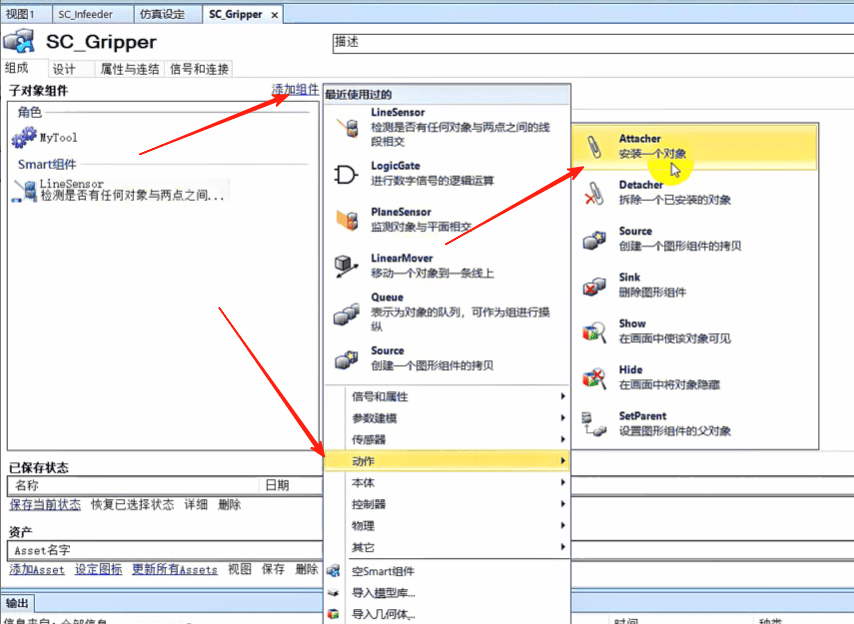 视图1
SC_Infeeder
仿真设定
SC_Gripper
SC_Gripper
描述
组成
设计
属性与连结
信号和连接
子对象组件
添加组件
角色
MyTool
Smart组件
LineSensor
检测是否有任何对象与两点之间...
最近使用过的
LineSensor
检测是否有任何对象与两点之间的线
段相交
LogicGate
进行数字信号的逻辑运算
PlaneSensor
监测对象与平面相交
LinearMover
移动一个对象到一条线上
Queue
表示为对象的队列，可作为组进行操
纵
Source
创建一个图形组件的拷贝
信号和属性
参数建模
传感器
动作
本体
控制器
物理
其它
空Smart组件
导入模型库...
导入几何体...
Attacher
安装一个对象
Detacher
拆除一个已安装的对象
Source
创建一个图形组件的拷贝
Sink
删除图形组件
Show
在画面中使该对象可见
Hide
在画面中将对象隐藏
SetParent
设置图形组件的父对象
已保存状态
名称
日期
保存当前状态
恢复已选择状态
详细
删除
资产
Asset名字
添加Asset
设定图标
更新所有Assets
视图
保存
删除
输出
信息来自：全部信息
时间
种类